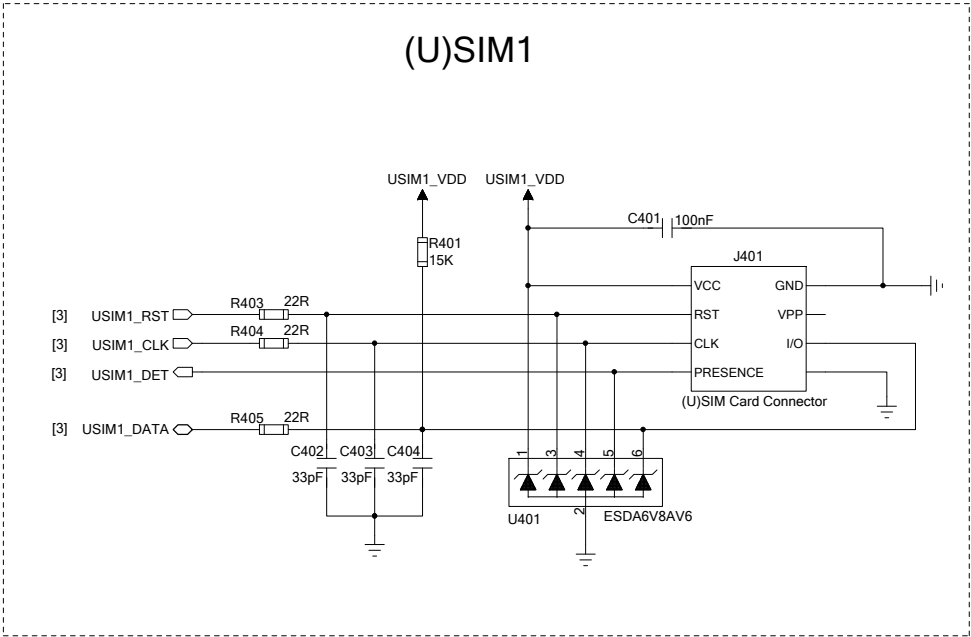 (U)SIM1
USIM1_VDD USIM1_VDD
C401 100nF
R401
15K
J401
VCC GND
[3] USIM1_RST R403 22R RST VPP
[3] USIM1_CLK R404 22R CLK I/O
[3] USIM1_DET PRESENCE
(U)SIM Card Connector
[3] USIM1_DATA R405 22R
C402 C403 C404
33pF 33pF 33pF
1 3 4 5 6
U401 2 ESDA6V8AV6